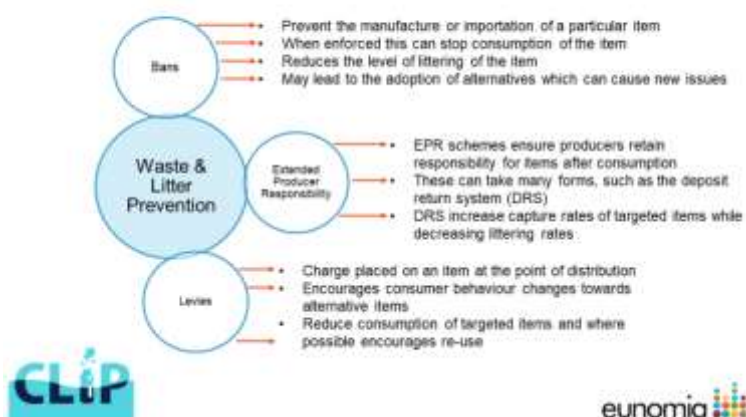 Bans
• Prevent the manufacture or importation of a particular item
• When enforced this can stop consumption of the item
• Reduces the level of littering of the item
• May lead to the adoption of alternatives which can cause new issues
Waste &
Litter
Prevention
Extended
Producer
Responsibility
• EPR schemes ensure producers retain
responsibility for items after consumption
• These can take many forms, such as the deposit
return system (DRS)
• DRS increase capture rates of targeted items while
decreasing littering rates
Levies
• Charge placed on an item at the point of distribution
• Encourages consumer behaviour changes towards
alternative items
• Reduce consumption of targeted items and where
possible encourages re-use
CLiP
eunomia